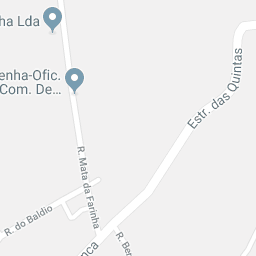 ha Lda
enha-Ofic.
Com. De...
Estr. das Quintas
R. Mata da Farinha
R. do Baldio
nca
R. Be